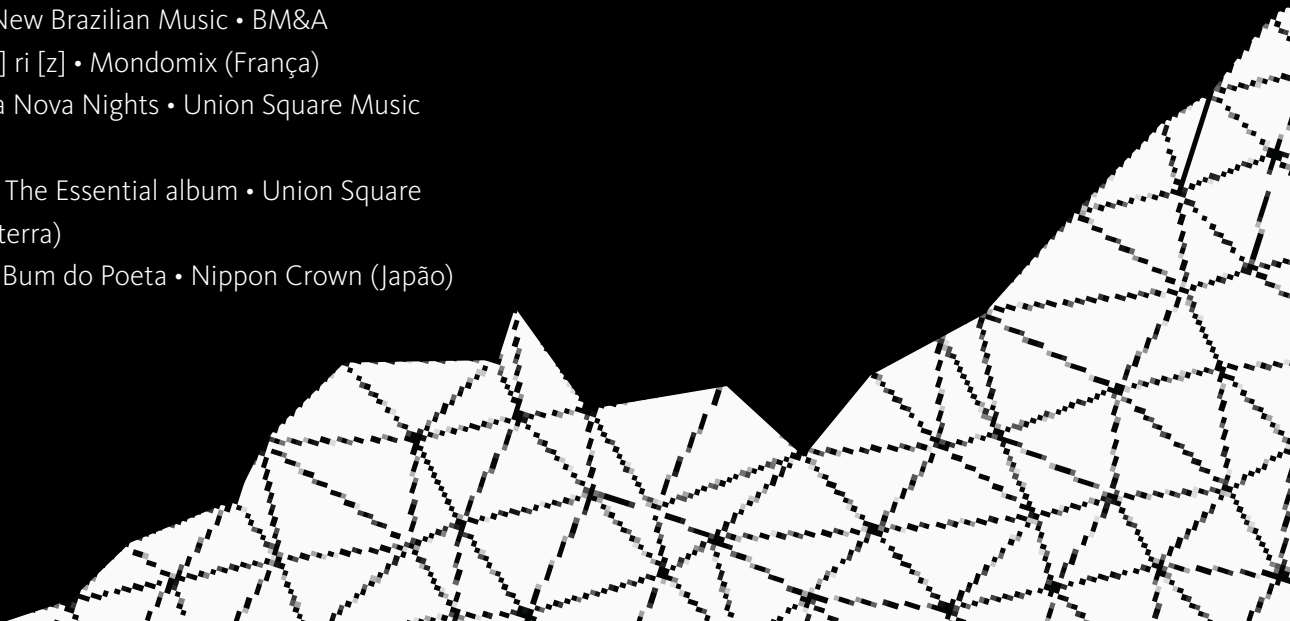 New Brazilian Music • BM&A
] ri [z] • Mondomix (França)
a Nova Nights • Union Square Music
The Essential album • Union Square
terra)
Bum do Poeta • Nippon Crown (Japão)